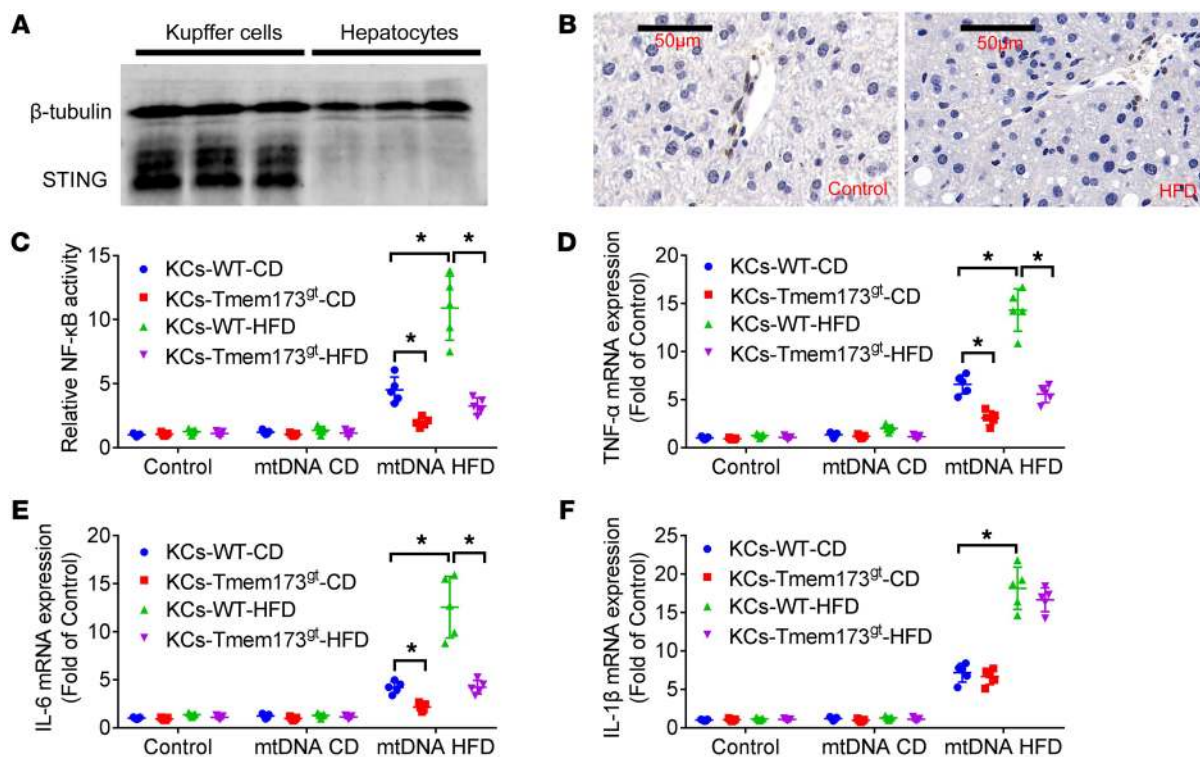 A
Kupffer cells Hepatocytes
β-tubulin
STING
B
50μm
Control
50μm
HFD
C
Relative NF-κB activity
15
10
5
0
KCs-WT-CD
KCs-Tmem173gt-CD
KCs-WT-HFD
KCs-Tmem173gt-HFD
* *
*
Control mtDNA CD mtDNA HFD
D
TNF-α mRNA expression
(Fold of Control)
20
15
10
5
0
KCs-WT-CD
KCs-Tmem173gt-CD
KCs-WT-HFD
KCs-Tmem173gt-HFD
* *
*
Control mtDNA CD mtDNA HFD
E
IL-6 mRNA expression
(Fold of Control)
20
15
10
5
0
KCs-WT-CD
KCs-Tmem173gt-CD
KCs-WT-HFD
KCs-Tmem173gt-HFD
* *
*
Control mtDNA CD mtDNA HFD
F
IL-1β mRNA expression
(Fold of Control)
25
20
15
10
5
0
KCs-WT-CD
KCs-Tmem173gt-CD
KCs-WT-HFD
KCs-Tmem173gt-HFD
*
Control mtDNA CD mtDNA HFD